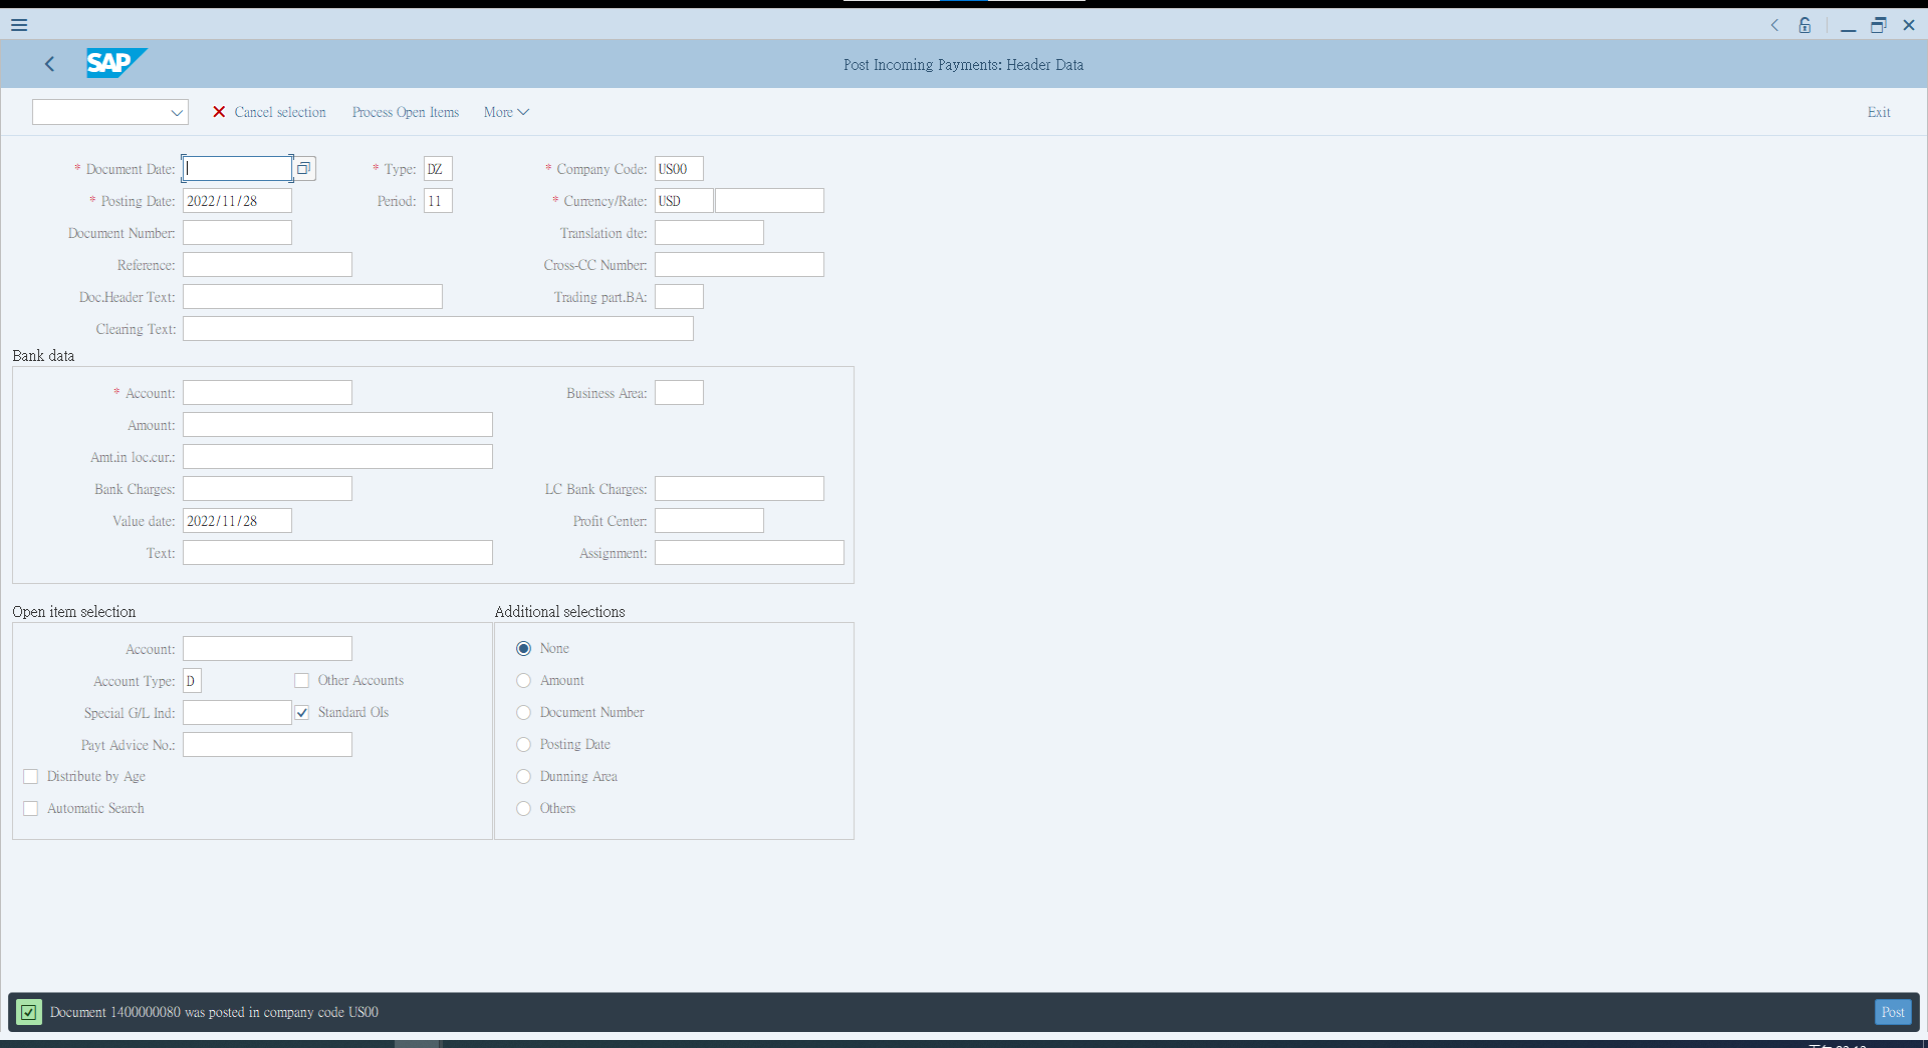 SAP
Post Incoming Payments: Header Data
Cancel selection Process Open Items More Exit
* Document Date: * Type: DZ * Company Code: US00
* Posting Date: 2022/11/28 Period: 11 * Currency/Rate: USD
Document Number: Translation dte:
Reference: Cross-CC Number:
Doc.Header Text: Trading part.BA:
Clearing Text:
Bank data
* Account: Business Area:
Amount:
Amt.in loc.cur.:
Bank Charges: LC Bank Charges:
Value date: 2022/11/28 Profit Center:
Text: Assignment:
Open item selection Additional selections
Account: None
Account Type: D Other Accounts Amount
Special G/L Ind: Standard OIs Document Number
Payt Advice No.: Posting Date
Distribute by Age Dunning Area
Automatic Search Others
Document 1400000080 was posted in company code US00 Post